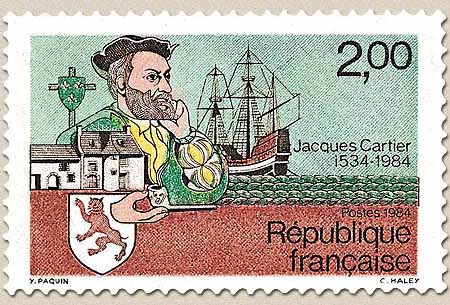 2,00
Jacques Cartier
1534-1984
Postes 1984
République
française
Y. PAQUIN
C. HALEY